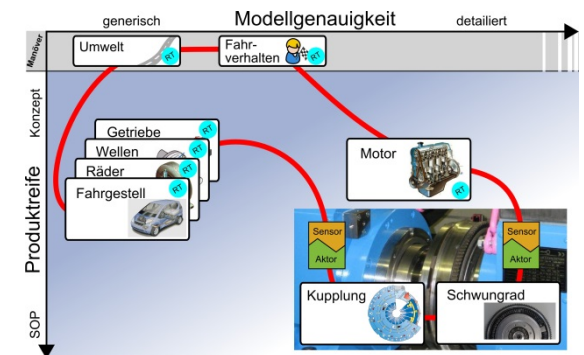 generisch
Modellgenauigkeit
detailiert
Manöver
Umwelt
RT
Fahr-
verhalten
RT
Konzept
Produktreife
SOP
Getriebe
RT
Wellen
RT
Räder
RT
Fahrgestell
RT
Motor
RT
Sensor
Aktor
Sensor
Aktor
Kupplung
Schwungrad